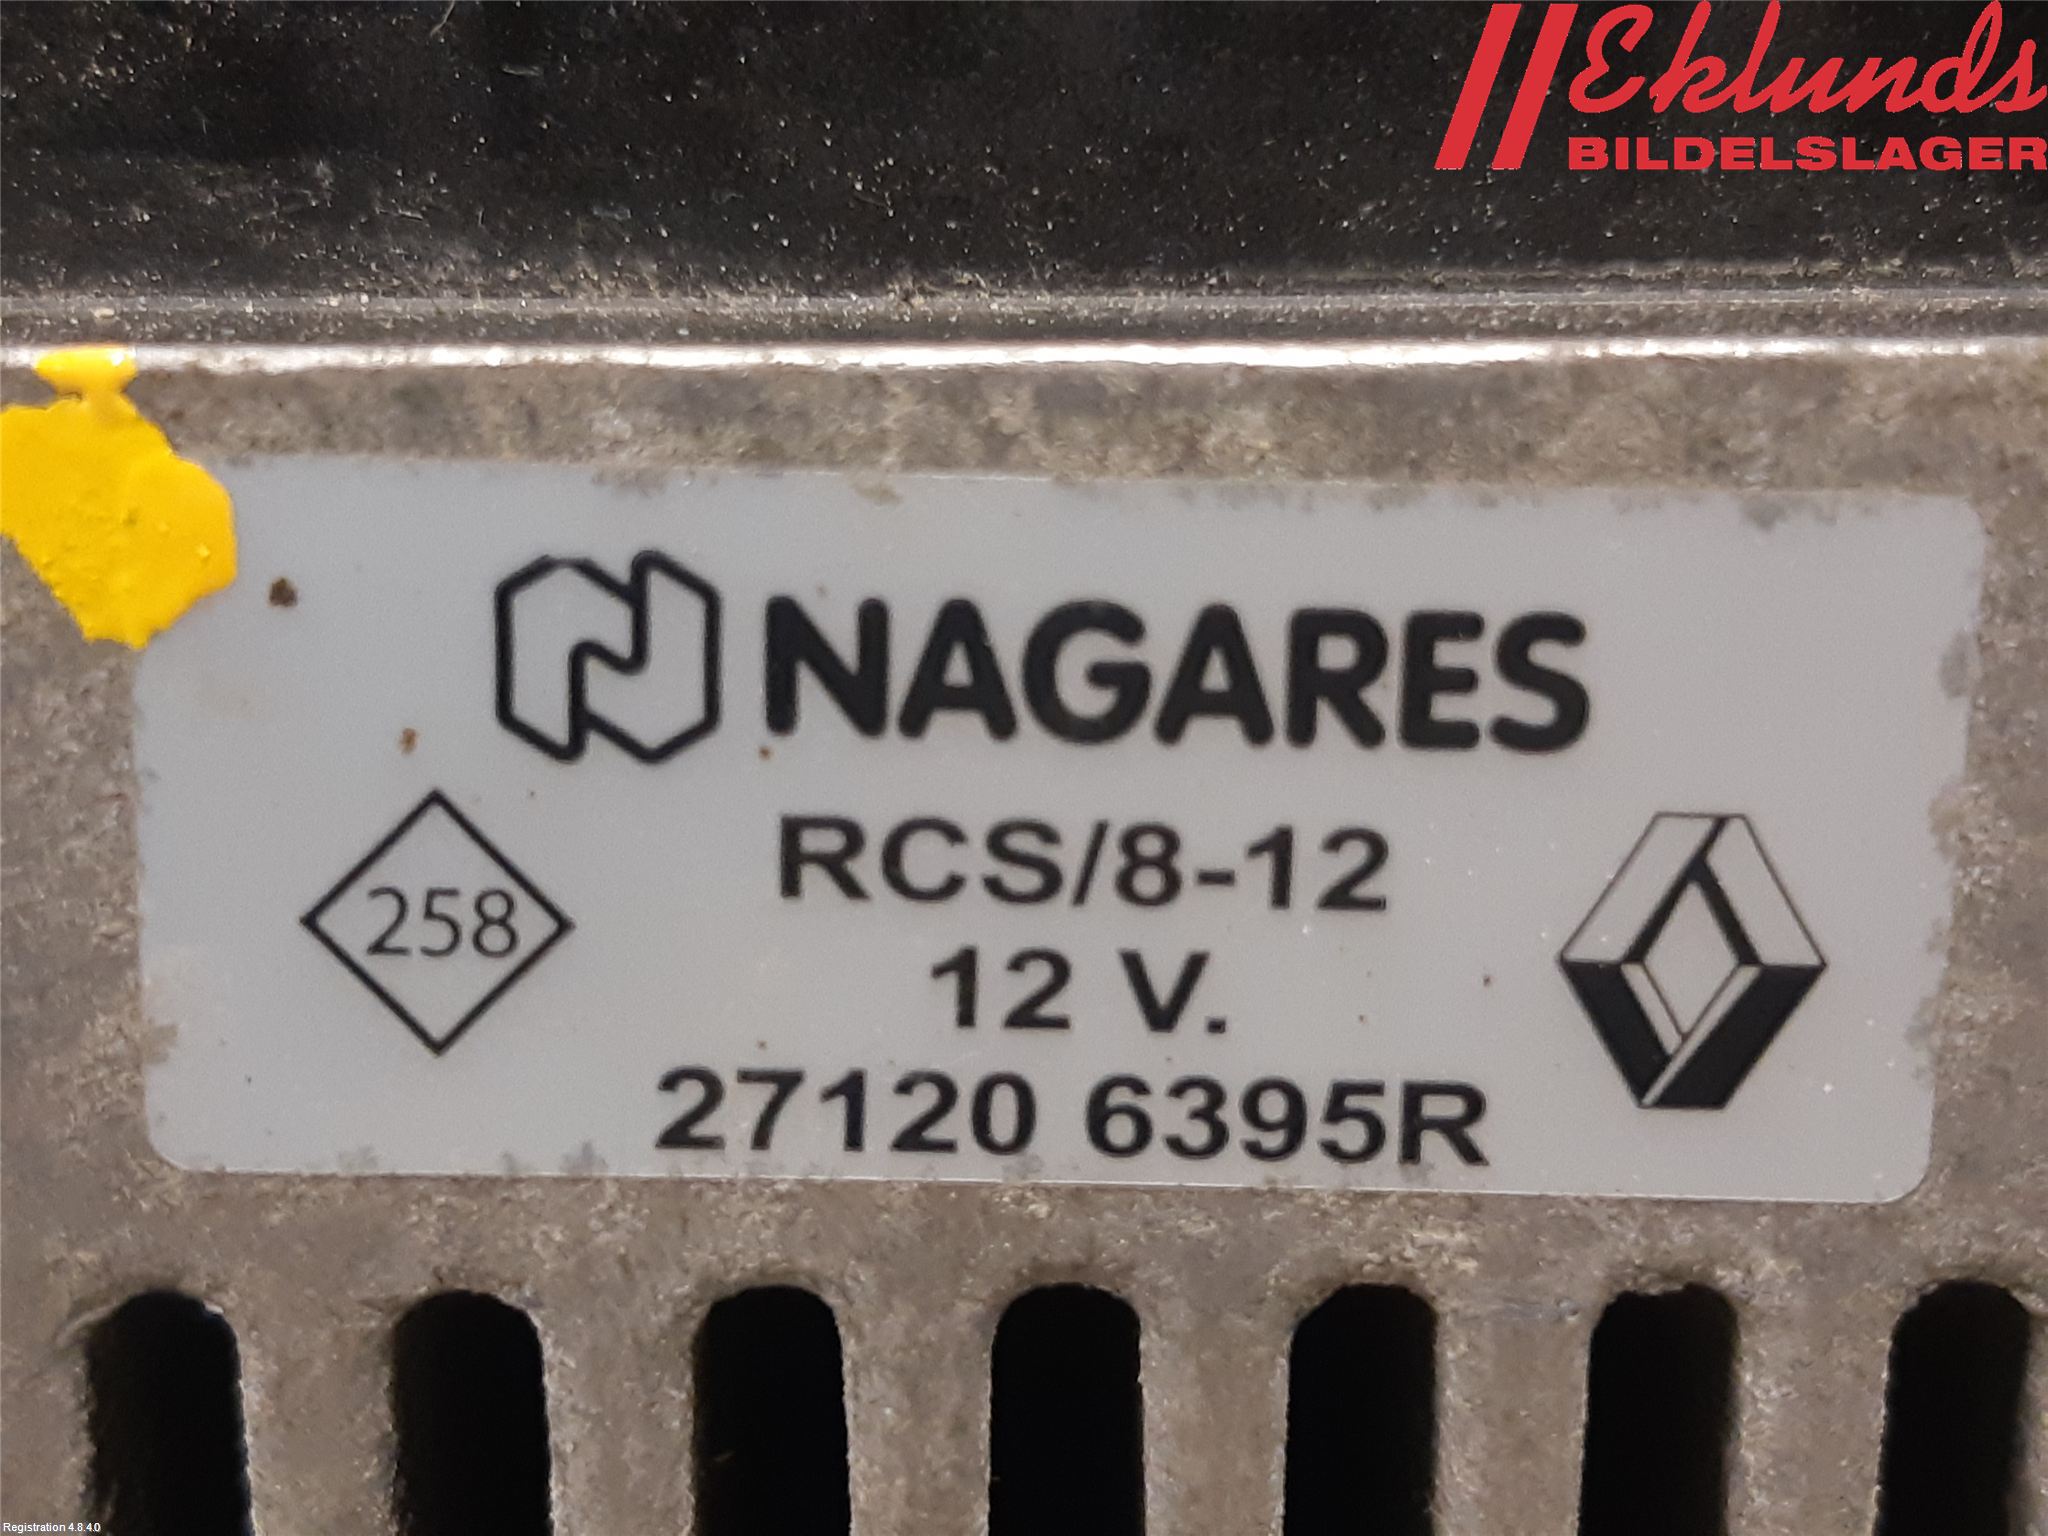 Eklunds
BILDELSLAGER
NAGARES
RCS/8-12
258
12 V.
27120 6395R
Registration 4.8.4.0